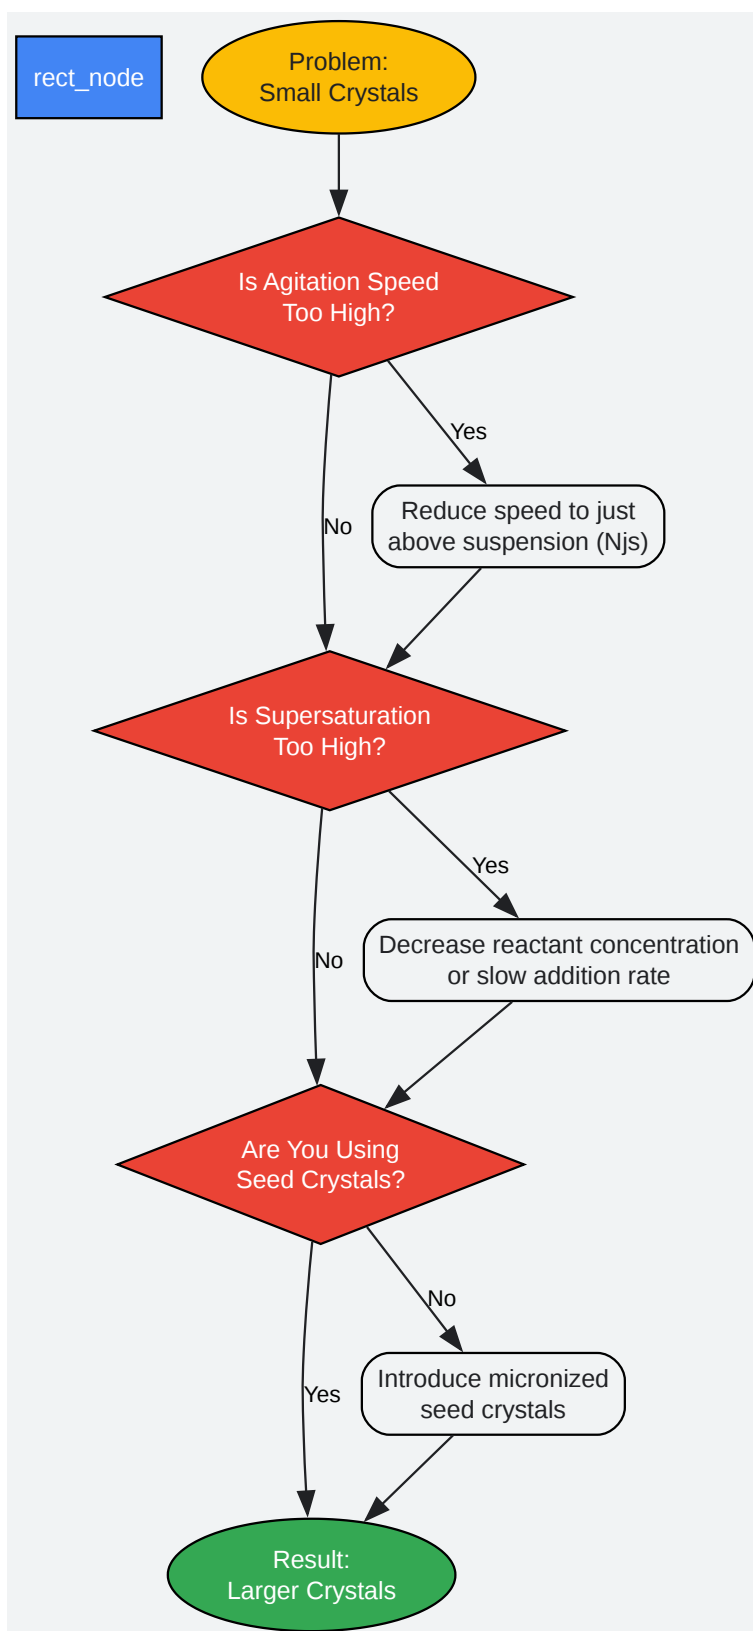 rect_node
Problem:
Small Crystals
Is Agitation Speed
Too High?
Yes
Reduce speed to just
above suspension (Njs)
No
Is Supersaturation
Too High?
Yes
Decrease reactant concentration
or slow addition rate
No
Are You Using
Seed Crystals?
No
Introduce micronized
seed crystals
Yes
Result:
Larger Crystals